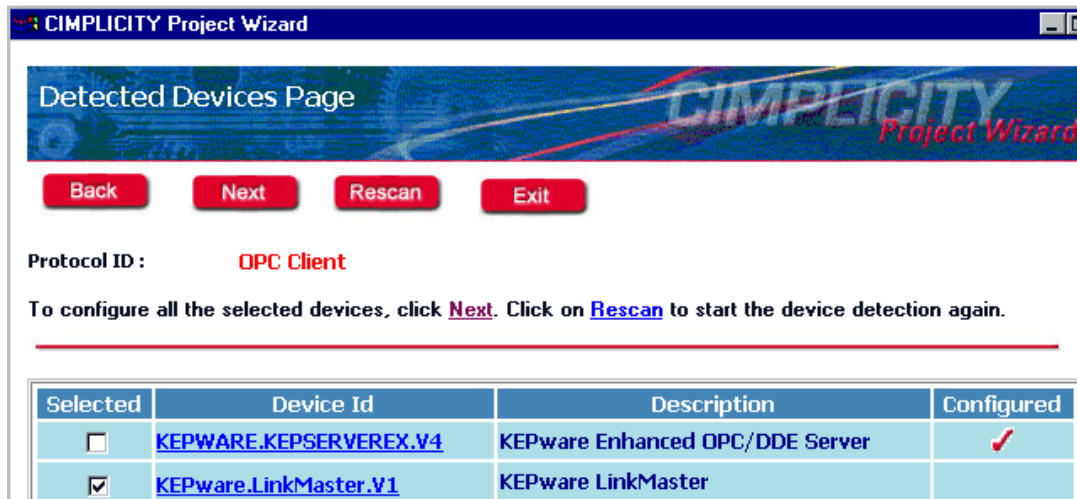 CIMPLICITY Project Wizard
Detected Devices Page
CIMPLICITY
Project Wizard
Back Next Rescan Exit
Protocol ID : OPC Client
To configure all the selected devices, click Next. Click on Rescan to start the device detection again.
Selected Device Id Description Configured
KEPWARE.KEPSERVEREX.V4 KEPware Enhanced OPC/DDE Server
KEPware.LinkMaster.V1 KEPware LinkMaster